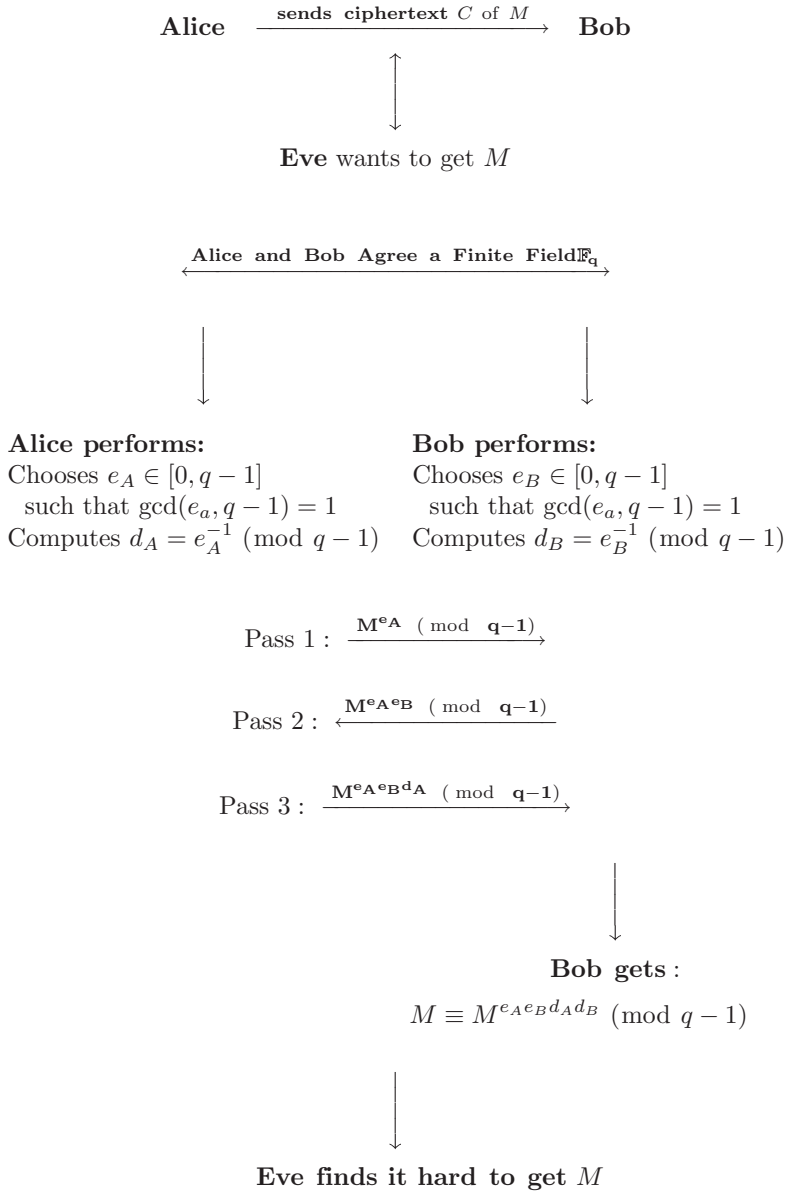 Alice sends ciphertext C of M Bob
Eve wants to get M
Alice and Bob Agree a Finite Field𝔽_q
Alice performs: Bob performs:
Chooses e_A ∈ [0, q − 1] Chooses e_B ∈ [0, q − 1]
such that gcd(e_a, q − 1) = 1 such that gcd(e_a, q − 1) = 1
Computes d_A = e_A^{−1} (mod q − 1) Computes d_B = e_B^{−1} (mod q − 1)
Pass 1 : M^{e_A} ( mod q−1)
Pass 2 : M^{e_A e_B} ( mod q−1)
Pass 3 : M^{e_A e_B d_A} ( mod q−1)
Bob gets :
M ≡ M^{e_A e_B d_A d_B} (mod q − 1)
Eve finds it hard to get M